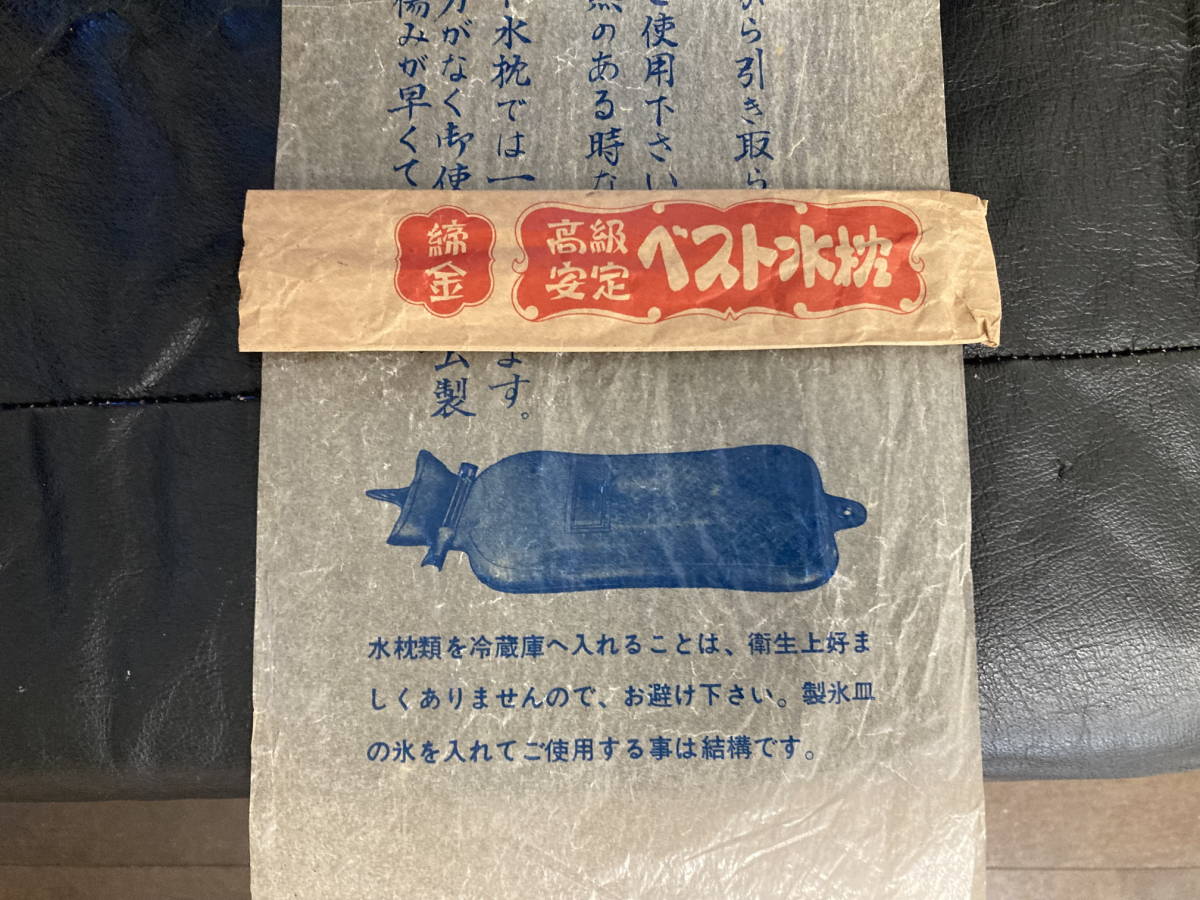 ら引き取ら
使用下さい
のある時な
水枕では一
がなく御使
傷みが早くて
締金
高級
安定
ベスト水枕
ます。
ム製
水枕類を冷蔵庫へ入れることは、衛生上好ま
しくありませんので、お避け下さい。製氷皿
の氷を入れてご使用する事は結構です。